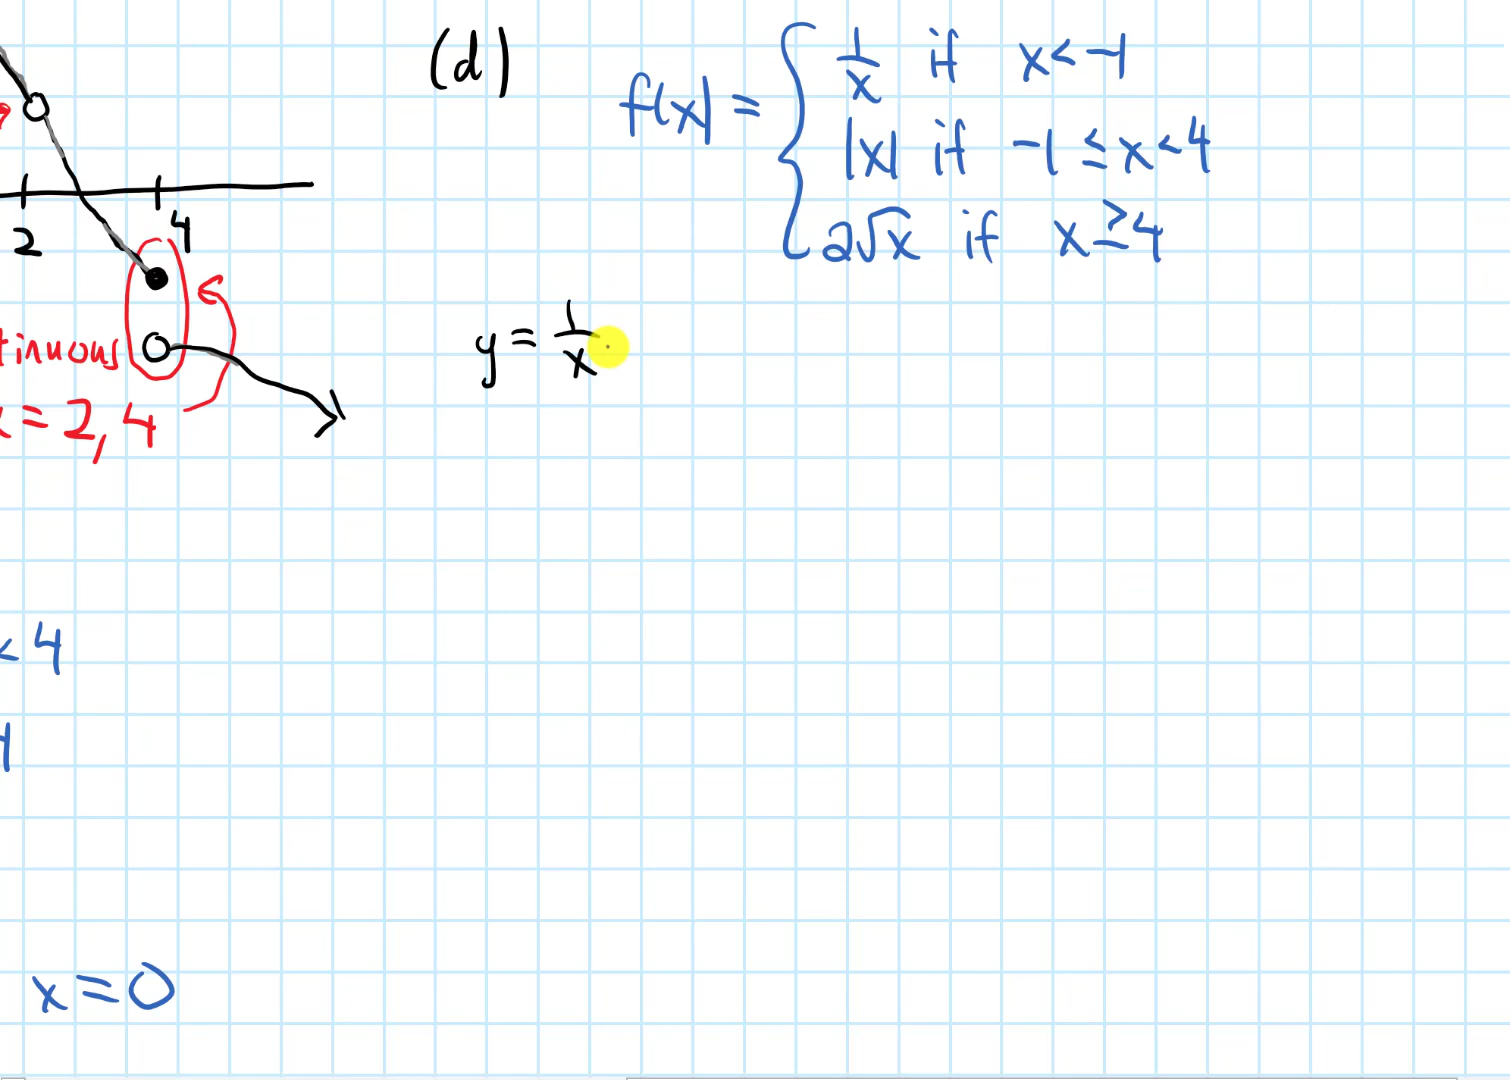 (d) f(x) = { 1/x if x < -1
|x| if -1 ≤ x < 4
2√x if x ≥ 4
2 4
y = 1/x
tinuous
x = 2, 4
< 4
x = 0